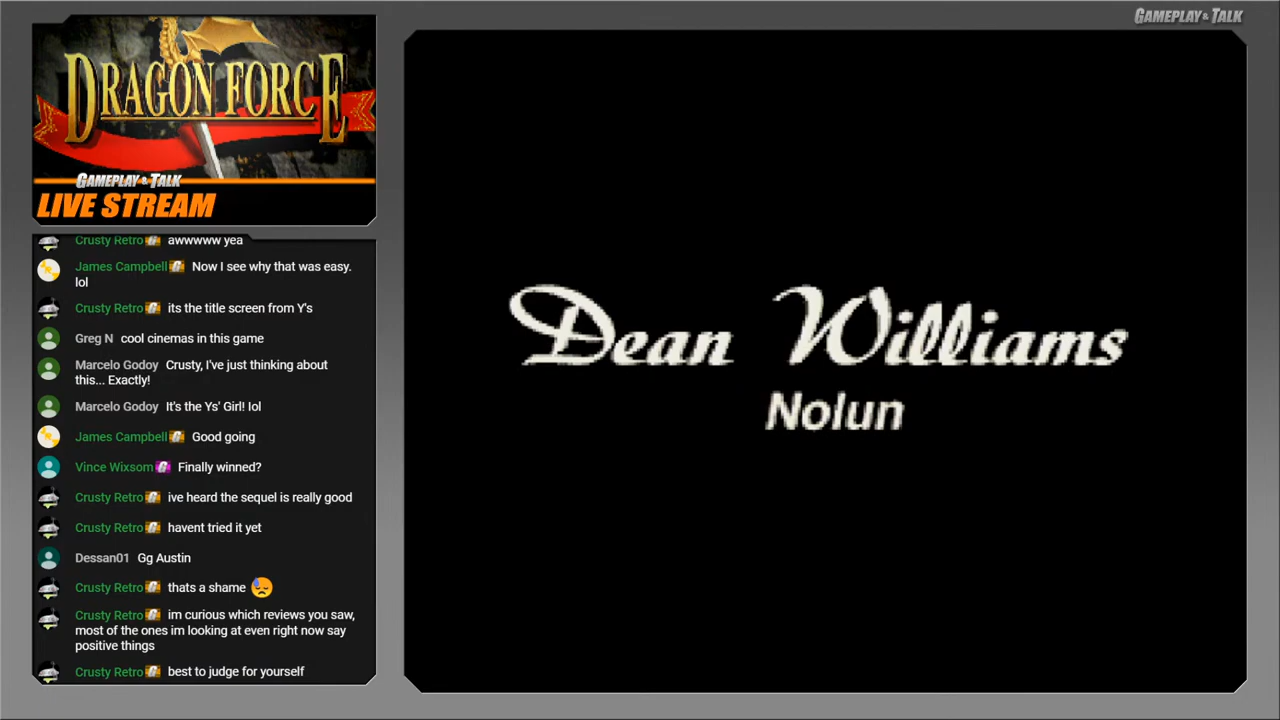 GAMEPLAY & TALK
DRAGON FORCE
GAMEPLAY & TALK
LIVE STREAM
Crusty Retro awwwww yea
James Campbell Now I see why that was easy.
lol
Crusty Retro its the title screen from Y's
Greg N cool cinemas in this game
Marcelo Godoy Crusty, I've just thinking about
this... Exactly!
Marcelo Godoy It's the Ys' Girl! lol
James Campbell Good going
Vince Wixsom Finally winned?
Crusty Retro ive heard the sequel is really good
Crusty Retro havent tried it yet
Dessan01 Gg Austin
Crusty Retro thats a shame 😓
Crusty Retro im curious which reviews you saw,
most of the ones im looking at even right now say
positive things
Crusty Retro best to judge for yourself
Dean Williams
Nolun